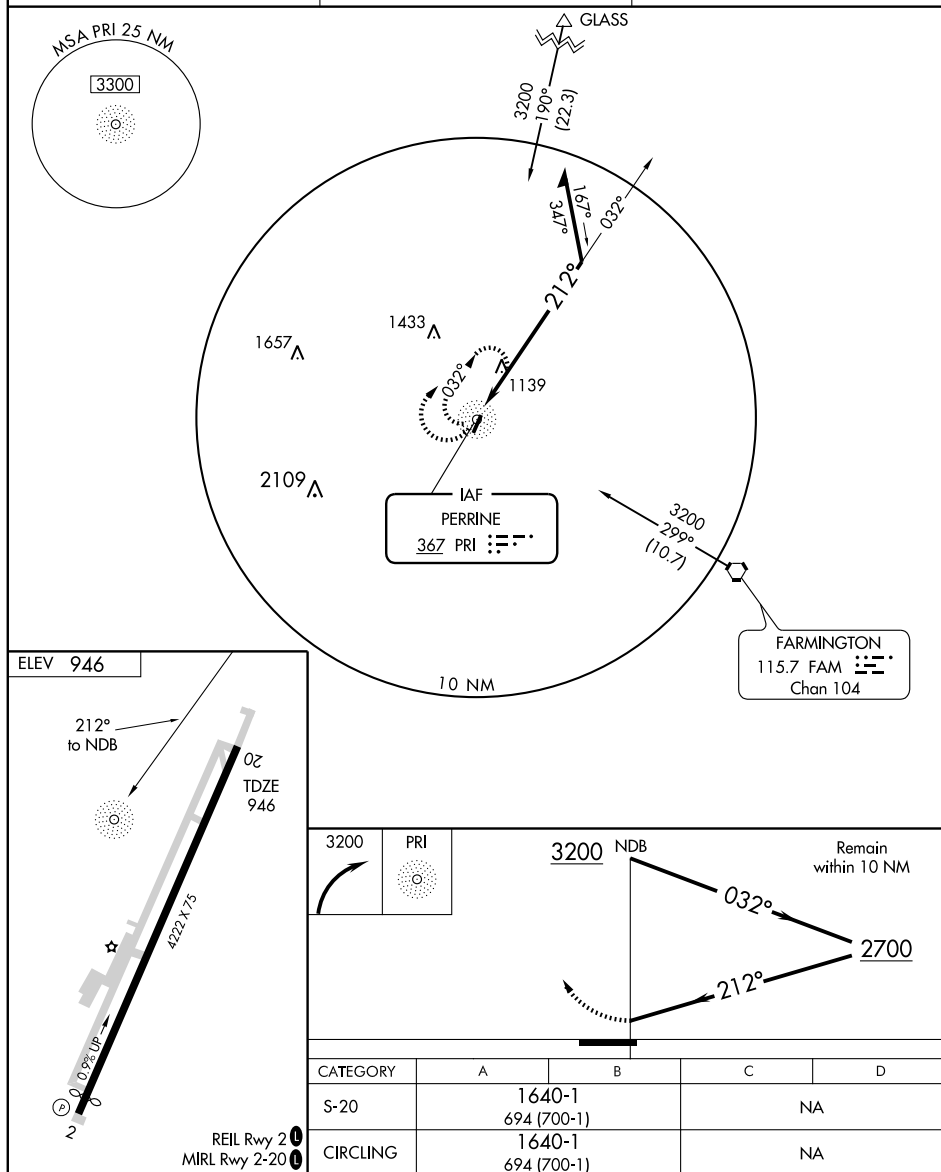 MSA PRI 25 NM
3300
GLASS
3200
190°
(22.3)
167°
347°
032°
212°
1433
1657
032°
1139
2109
IAF
PERRINE
367 PRI
3200
299°
(10.7)
FARMINGTON
115.7 FAM
Chan 104
10 NM
ELEV 946
212°
to NDB
20
TDZE
946
4222 X 75
0.9% UP
P
2
REIL Rwy 2 L
MIRL Rwy 2-20 L
3200 PRI
3200 NDB
Remain
within 10 NM
032°
2700
212°
CATEGORY A B C D
S-20 1640-1 NA
694 (700-1)
CIRCLING 1640-1 NA
694 (700-1)